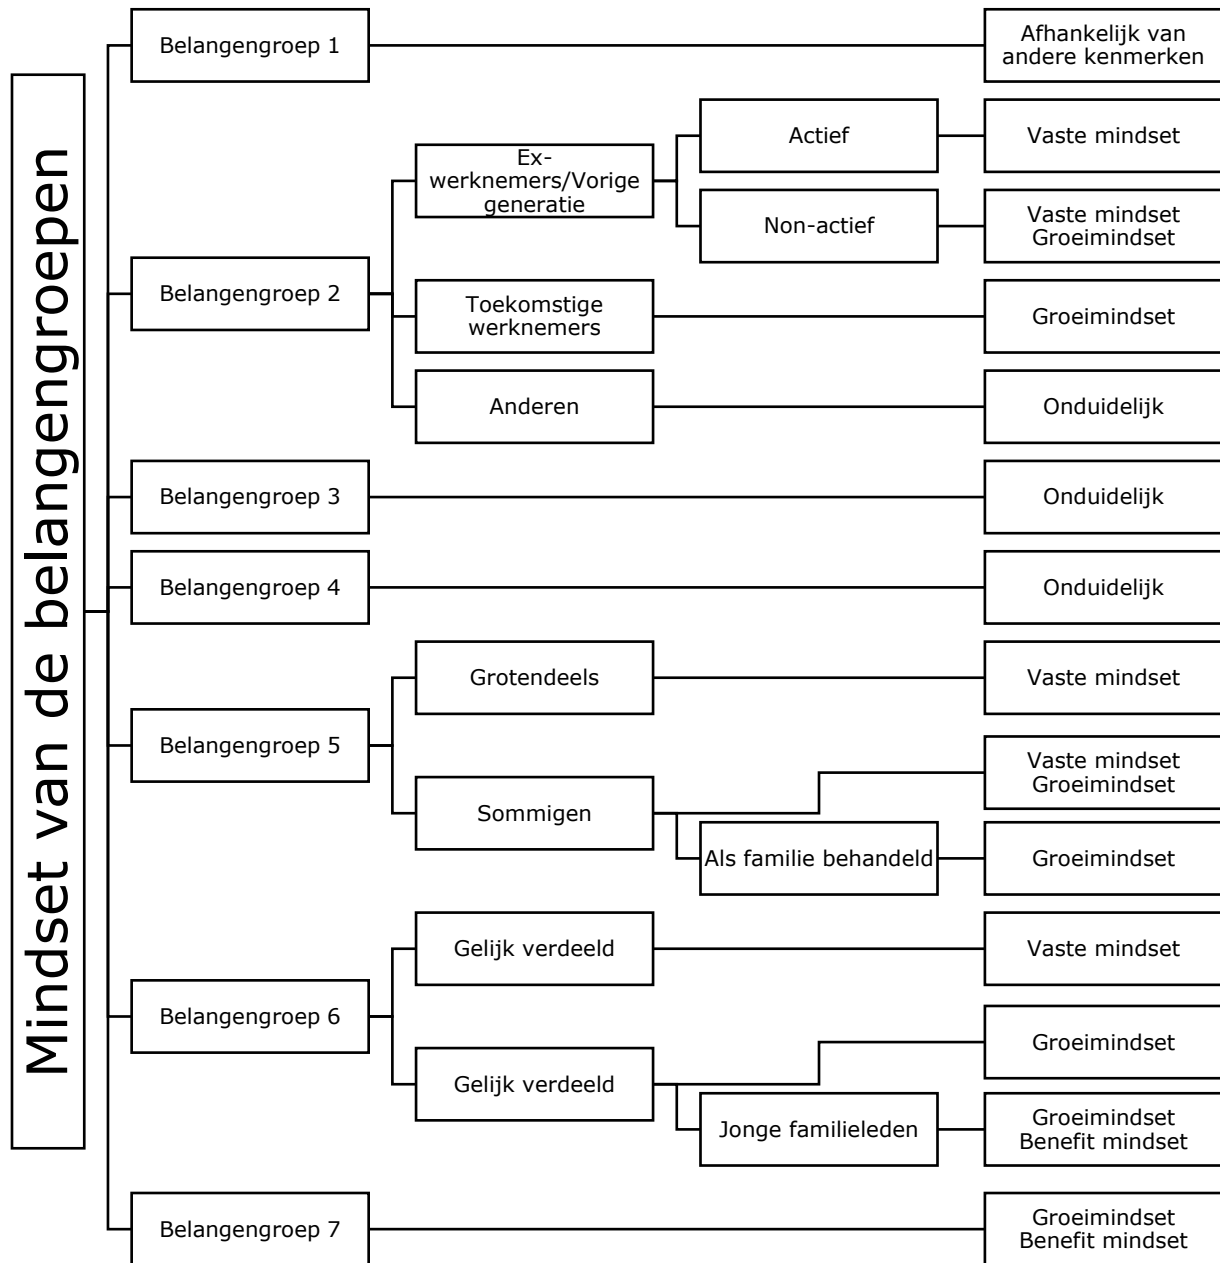 Mindset van de belangengroepen
Belangengroep 1
Afhankelijk van
andere kenmerken
Belangengroep 2
Ex-
werknemers/Vorige
generatie
Actief
Vaste mindset
Non-actief
Vaste mindset
Groeimindset
Toekomstige
werknemers
Groeimindset
Anderen
Onduidelijk
Belangengroep 3
Onduidelijk
Belangengroep 4
Onduidelijk
Belangengroep 5
Grotendeels
Vaste mindset
Sommigen
Vaste mindset
Groeimindset
Als familie behandeld
Groeimindset
Belangengroep 6
Gelijk verdeeld
Vaste mindset
Gelijk verdeeld
Groeimindset
Jonge familieleden
Groeimindset
Benefit mindset
Belangengroep 7
Groeimindset
Benefit mindset